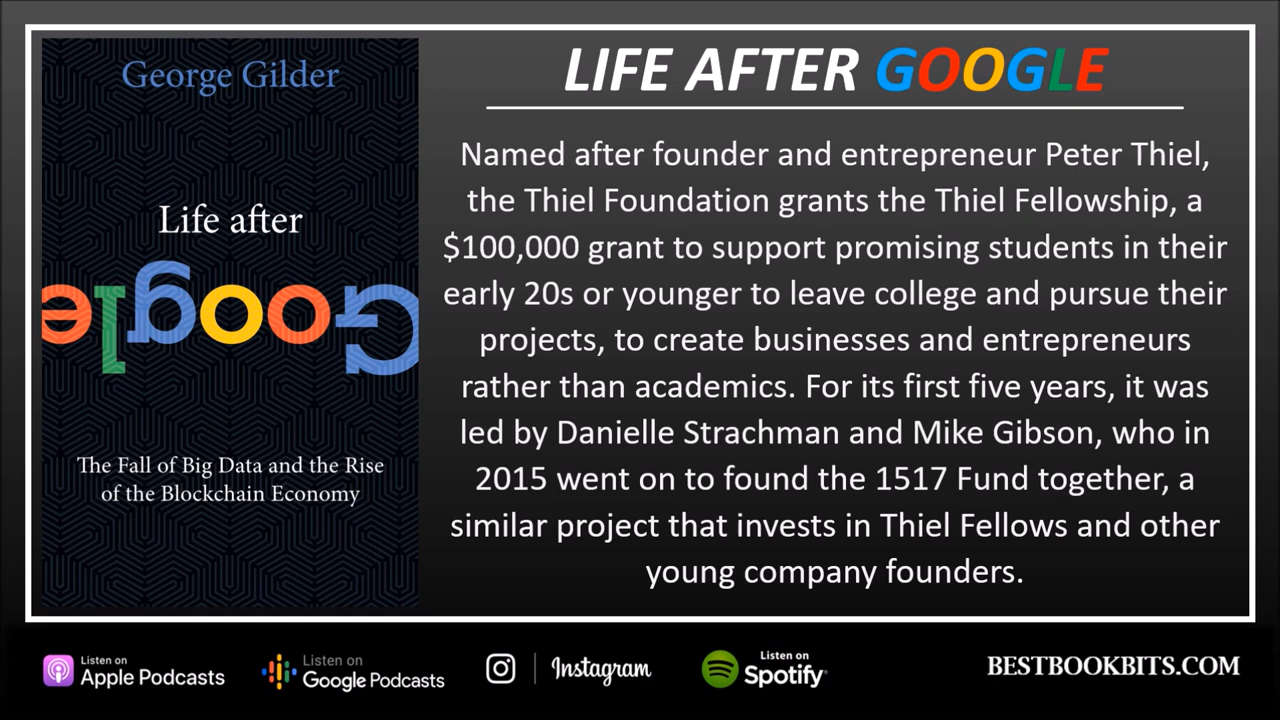 George Gilder
Life after
Google
The Fall of Big Data and the Rise
of the Blockchain Economy
LIFE AFTER GOOGLE
Named after founder and entrepreneur Peter Thiel,
the Thiel Foundation grants the Thiel Fellowship, a
$100,000 grant to support promising students in their
early 20s or younger to leave college and pursue their
projects, to create businesses and entrepreneurs
rather than academics. For its first five years, it was
led by Danielle Strachman and Mike Gibson, who in
2015 went on to found the 1517 Fund together, a
similar project that invests in Thiel Fellows and other
young company founders.
Listen on
Apple Podcasts
Listen on
Google Podcasts
Instagram
Listen on
Spotify
BESTBOOKBITS.COM